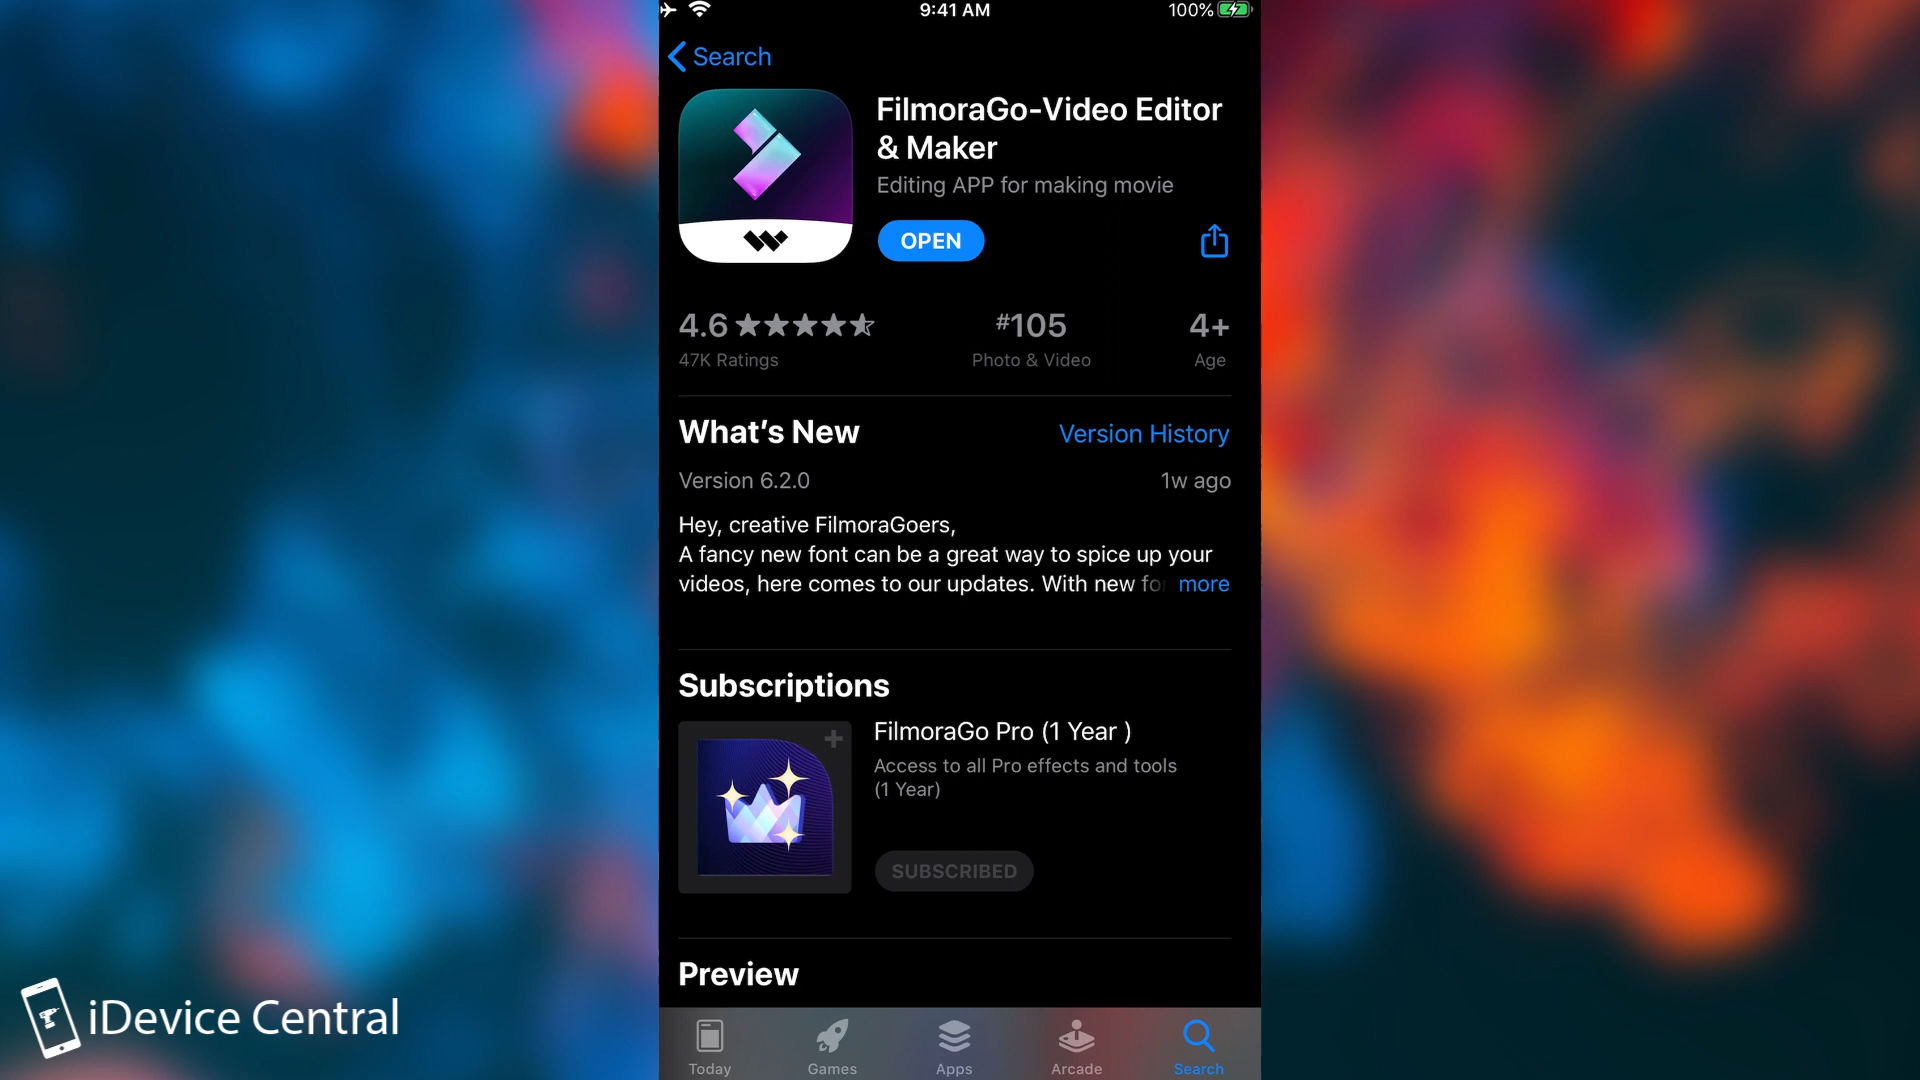 9:41 AM
100%
Search
FilmoraGo-Video Editor
& Maker
Editing APP for making movie
OPEN
4.6
#105
4+
47K Ratings
Photo & Video
Age
What's New
Version History
Version 6.2.0
1w ago
Hey, creative FilmoraGoers,
A fancy new font can be a great way to spice up your
videos, here comes to our updates. With new fo more
Subscriptions
FilmoraGo Pro (1 Year )
Access to all Pro effects and tools
(1 Year)
SUBSCRIBED
Preview
Today
Games
Apps
Arcade
Search
iDevice Central